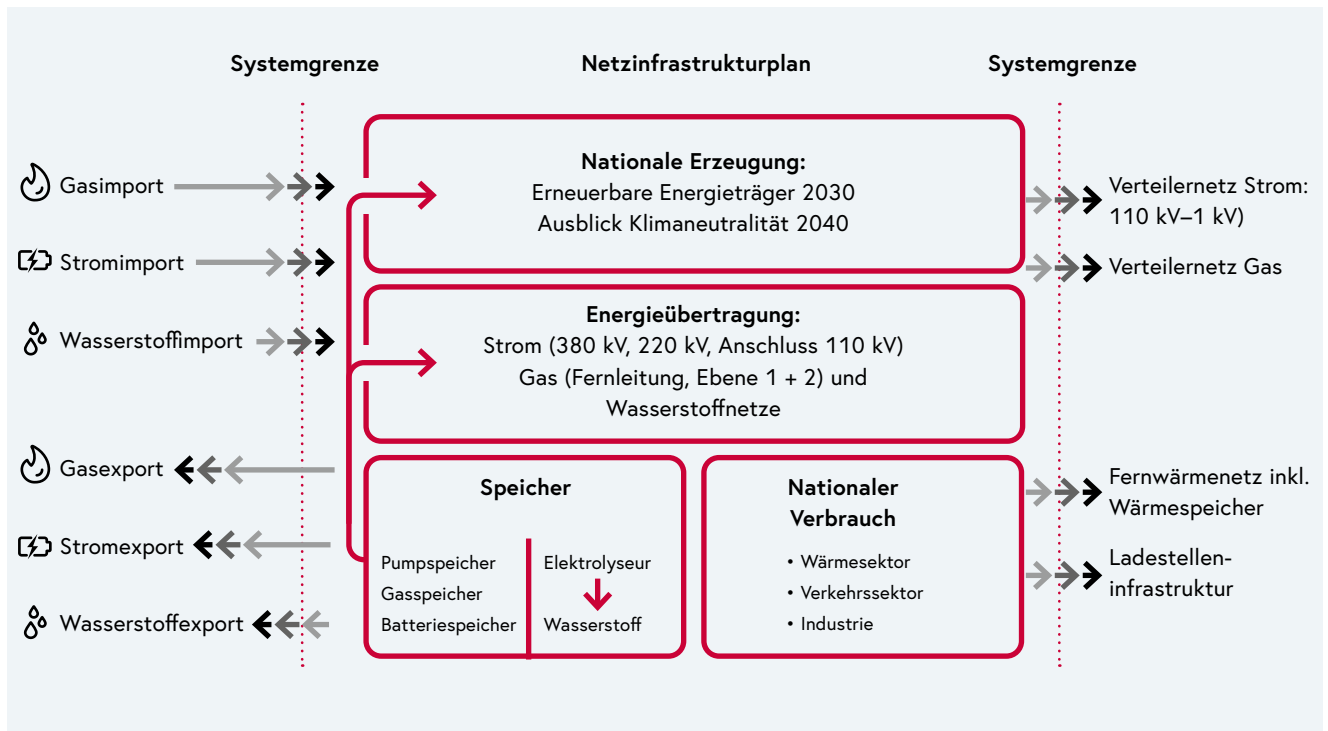 Systemgrenze
Netzinfrastrukturplan
Systemgrenze
Gasimport
Stromimport
Wasserstoffimport
Gasexport
Stromexport
Wasserstoffexport
Nationale Erzeugung:
Erneuerbare Energieträger 2030
Ausblick Klimaneutralität 2040
Energieübertragung:
Strom (380 kV, 220 kV, Anschluss 110 kV)
Gas (Fernleitung, Ebene 1 + 2) und
Wasserstoffnetze
Speicher
Pumpspeicher
Gasspeicher
Batteriespeicher
Elektrolyseur
Wasserstoff
Nationaler
Verbrauch
• Wärmesektor
• Verkehrssektor
• Industrie
Verteilernetz Strom:
110 kV–1 kV)
Verteilernetz Gas
Fernwärmenetz inkl.
Wärmespeicher
Ladestellen-
infrastruktur